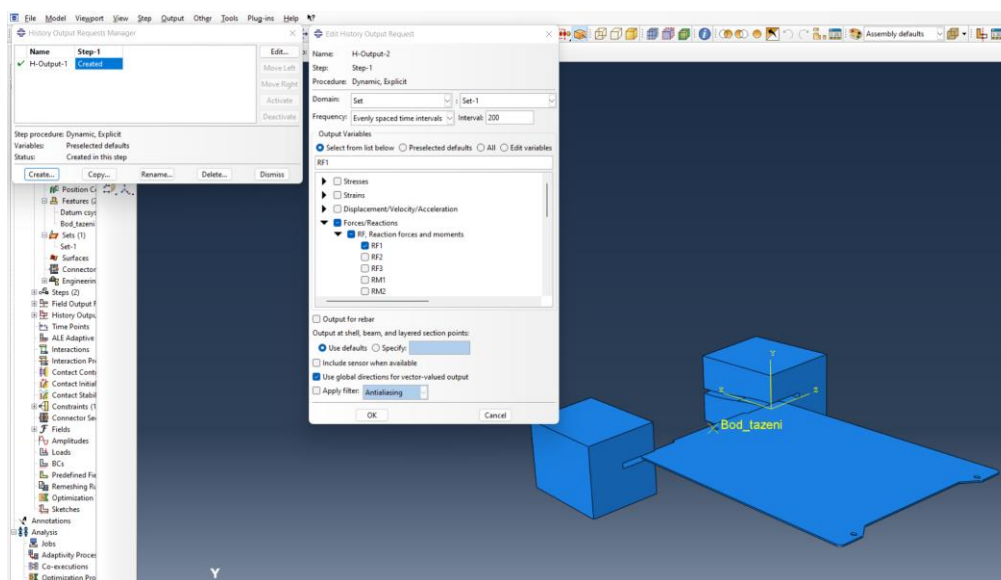 File Model Viewport View Step Output Other Tools Plug-ins Help
History Output Requests Manager
Name Step-1
H-Output-1 Created
Edit...
Move Left
Move Right
Activate
Deactivate
Step procedure: Dynamic, Explicit
Variables: Preselected defaults
Status: Created in this step
Create... Copy... Rename... Delete... Dismiss
Position C
Features (2
Datum csys
Bod_tazeni
Sets (1)
Set-1
Surfaces
Connector
Engineerin
Steps (2)
Field Output F
History Outpu
Time Points
ALE Adaptive
Interactions
Interaction Pr
Contact Cont
Contact Initial
Contact Stabil
Constraints (1
Connector Se
Fields
Amplitudes
Loads
BCs
Predefined Fie
Remeshing Ru
Optimization
Sketches
Annotations
Analysis
Jobs
Adaptivity Proce
Co-executions
Optimization Pro
Edit History Output Request
Name: H-Output-2
Step: Step-1
Procedure: Dynamic, Explicit
Domain: Set : Set-1
Frequency: Evenly spaced time intervals Interval: 200
Output Variables
Select from list below Preselected defaults All Edit variables
RF1
Stresses
Strains
Displacement/Velocity/Acceleration
Forces/Reactions
RF, Reaction forces and moments
RF1
RF2
RF3
RM1
RM2
Output for rebar
Output at shell, beam, and layered section points:
Use defaults Specify:
Include sensor when available
Use global directions for vector-valued output
Apply filter: Antialiasing
OK Cancel
Assembly defaults
Y
Bod_tazeni
Y